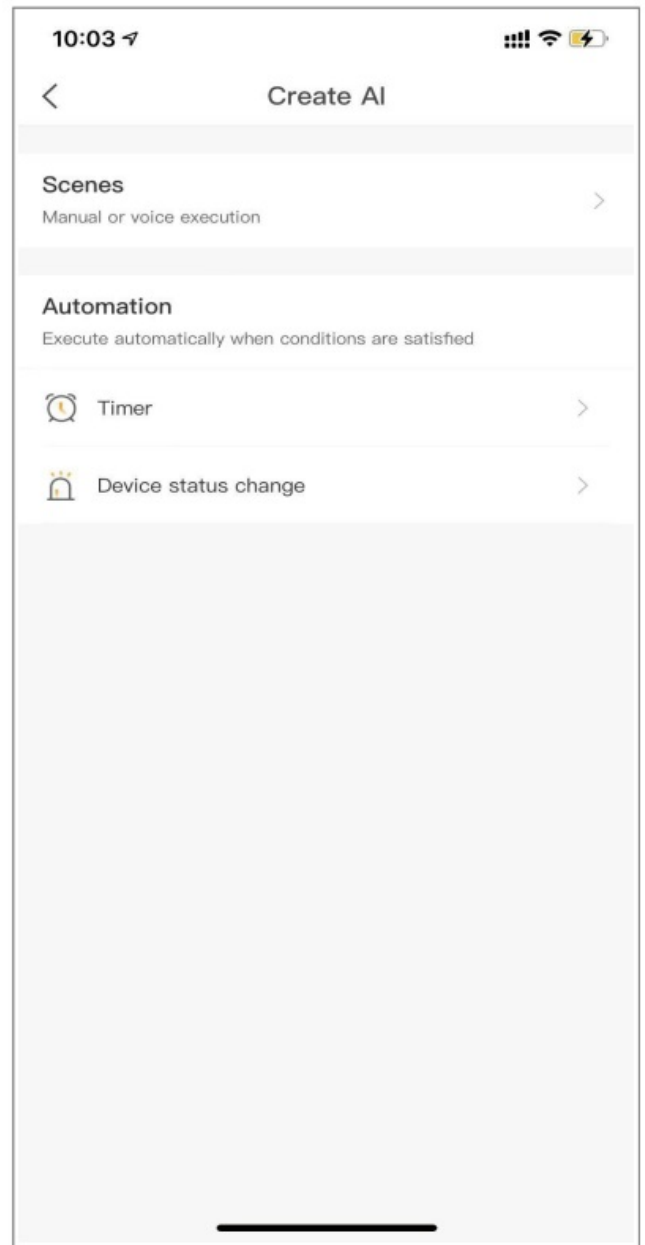 10:03
Create AI
Scenes
Manual or voice execution
Automation
Execute automatically when conditions are satisfied
Timer
Device status change